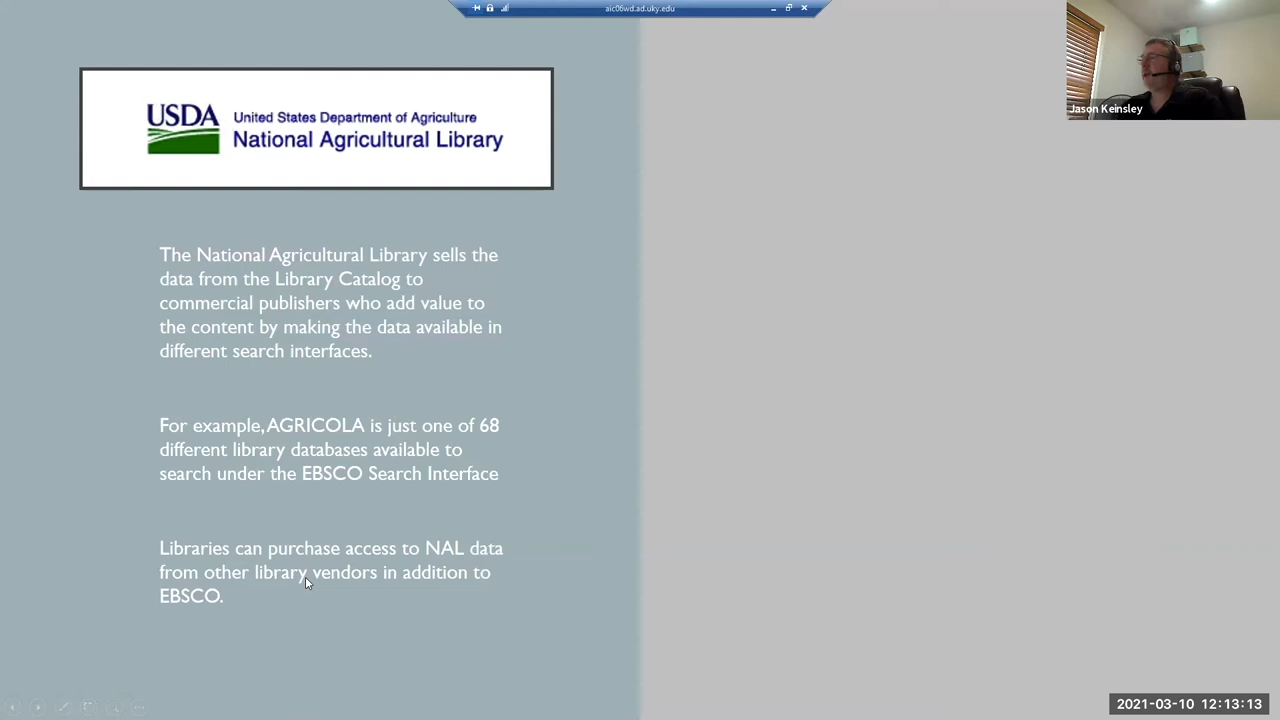 aic06wd.ad.uky.edu
USDA
United States Department of Agriculture
National Agricultural Library
Jason Keinsley
The National Agricultural Library sells the
data from the Library Catalog to
commercial publishers who add value to
the content by making the data available in
different search interfaces.
For example, AGRICOLA is just one of 68
different library databases available to
search under the EBSCO Search Interface
Libraries can purchase access to NAL data
from other library vendors in addition to
EBSCO.
2021-03-10 12:13:13